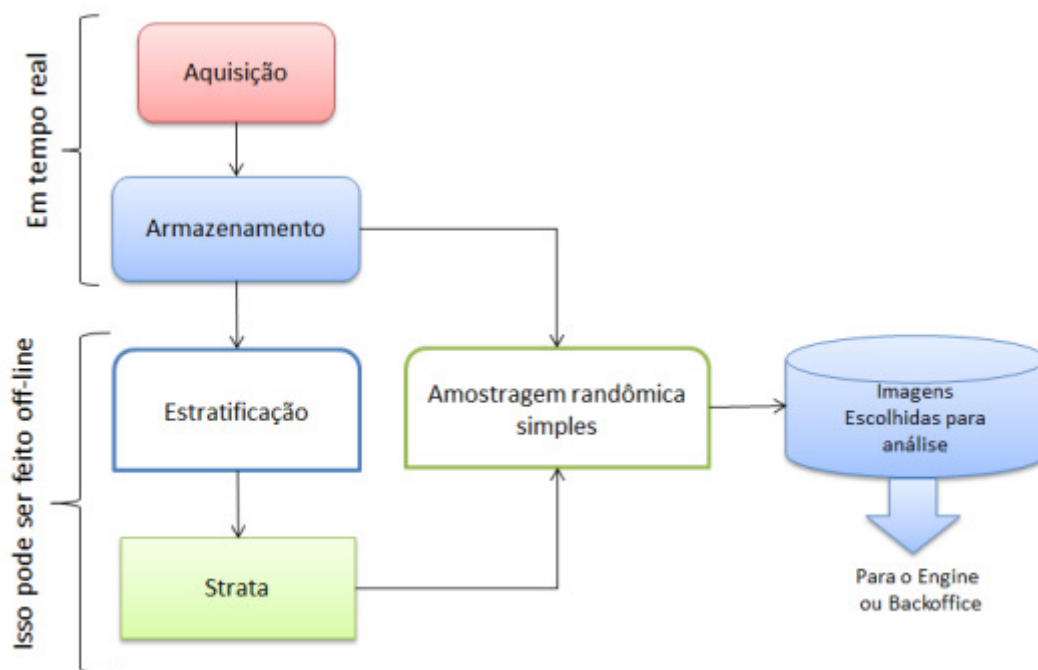 Em tempo real
Aquisição
Armazenamento
Isso pode ser feito off-line
Estratificação
Strata
Amostragem randômica
simples
Imagens
Escolhidas para
análise
Para o Engine
ou Backoffice